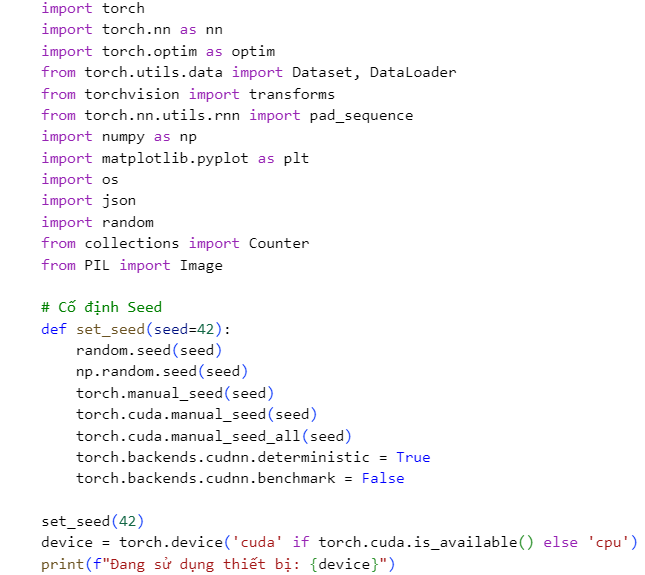 import torch
import torch.nn as nn
import torch.optim as optim
from torch.utils.data import Dataset, DataLoader
from torchvision import transforms
from torch.nn.utils.rnn import pad_sequence
import numpy as np
import matplotlib.pyplot as plt
import os
import json
import random
from collections import Counter
from PIL import Image

# Cố định Seed
def set_seed(seed=42):
    random.seed(seed)
    np.random.seed(seed)
    torch.manual_seed(seed)
    torch.cuda.manual_seed(seed)
    torch.cuda.manual_seed_all(seed)
    torch.backends.cudnn.deterministic = True
    torch.backends.cudnn.benchmark = False

set_seed(42)
device = torch.device('cuda' if torch.cuda.is_available() else 'cpu')
print(f"Đang sử dụng thiết bị: {device}")